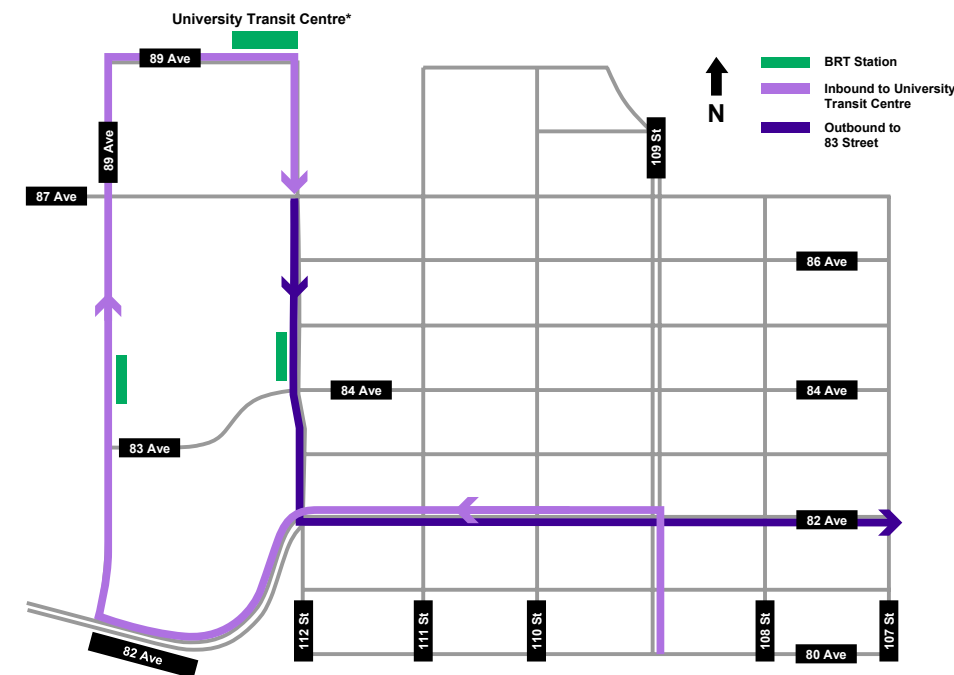 University Transit Centre*
89 Ave
BRT Station
Inbound to University
Transit Centre
N
Outbound to
83 Street
89 Ave
109 St
87 Ave
86 Ave
84 Ave
84 Ave
83 Ave
82 Ave
82 Ave
112 St
111 St
110 St
108 St
107 St
80 Ave